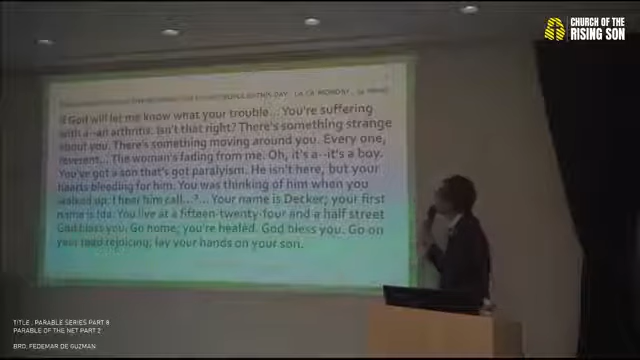 CHURCH OF THE
RISING SON
if God will let me know what your trouble... You're suffering
with a--an arthritis. Isn't that right? There's something strange
about you. There's something moving around you. Every one,
reverent... The woman's fading from me. Oh, it's a--it's a boy.
You've got a son that's got paralyism. He isn't here, but your
hearts bleeding for him. You was thinking of him when you
walked up. I hear him call...?... Your name is Decker; your first
name is Ida. You live at a fifteen-twenty-four and a half street
God bless you. Go home; you're healed. God bless you. Go on
your road rejoicing; lay your hands on your son.
TITLE : PARABLE SERIES PART 8
PARABLE OF THE NET PART 2
BRO. FEDEMAR DE GUZMAN